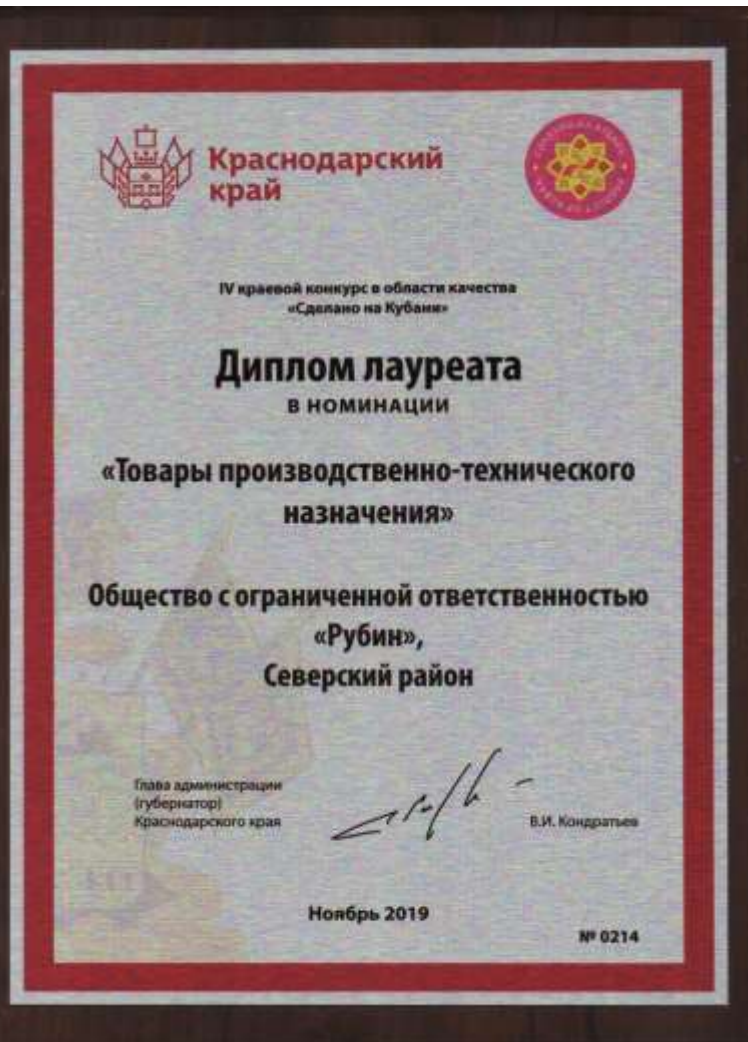 Краснодарский
край
IV краевой конкурс в области качества
«Сделано на Кубани»
Диплом лауреата
В НОМИНАЦИИ
«Товары производственно-технического
назначения»
Общество с ограниченной ответственностью
«Рубин»,
Северский район
Глава администрации
(губернатор)
Краснодарского края
В.И. Кондратьев
Ноябрь 2019
№ 0214